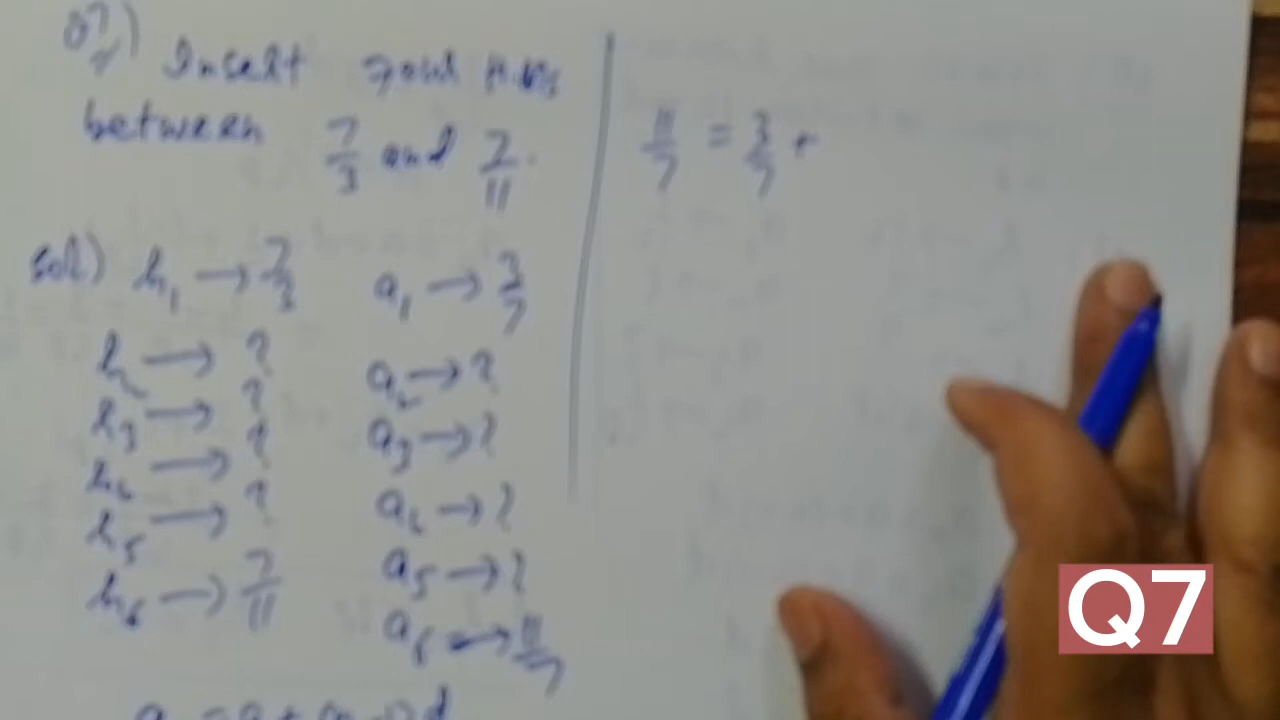 Q7)
Insert four H.Ms
between 7/3 and 7/11.
Sol) h1 → 7/3 a1 → 3/7
h2 → ? a2 → ?
h3 → ? a3 → ?
h4 → ? a4 → ?
h5 → ? a5 → ?
h6 → 7/11 a6 → 11/7
11/7 = 3/7 +
Q7